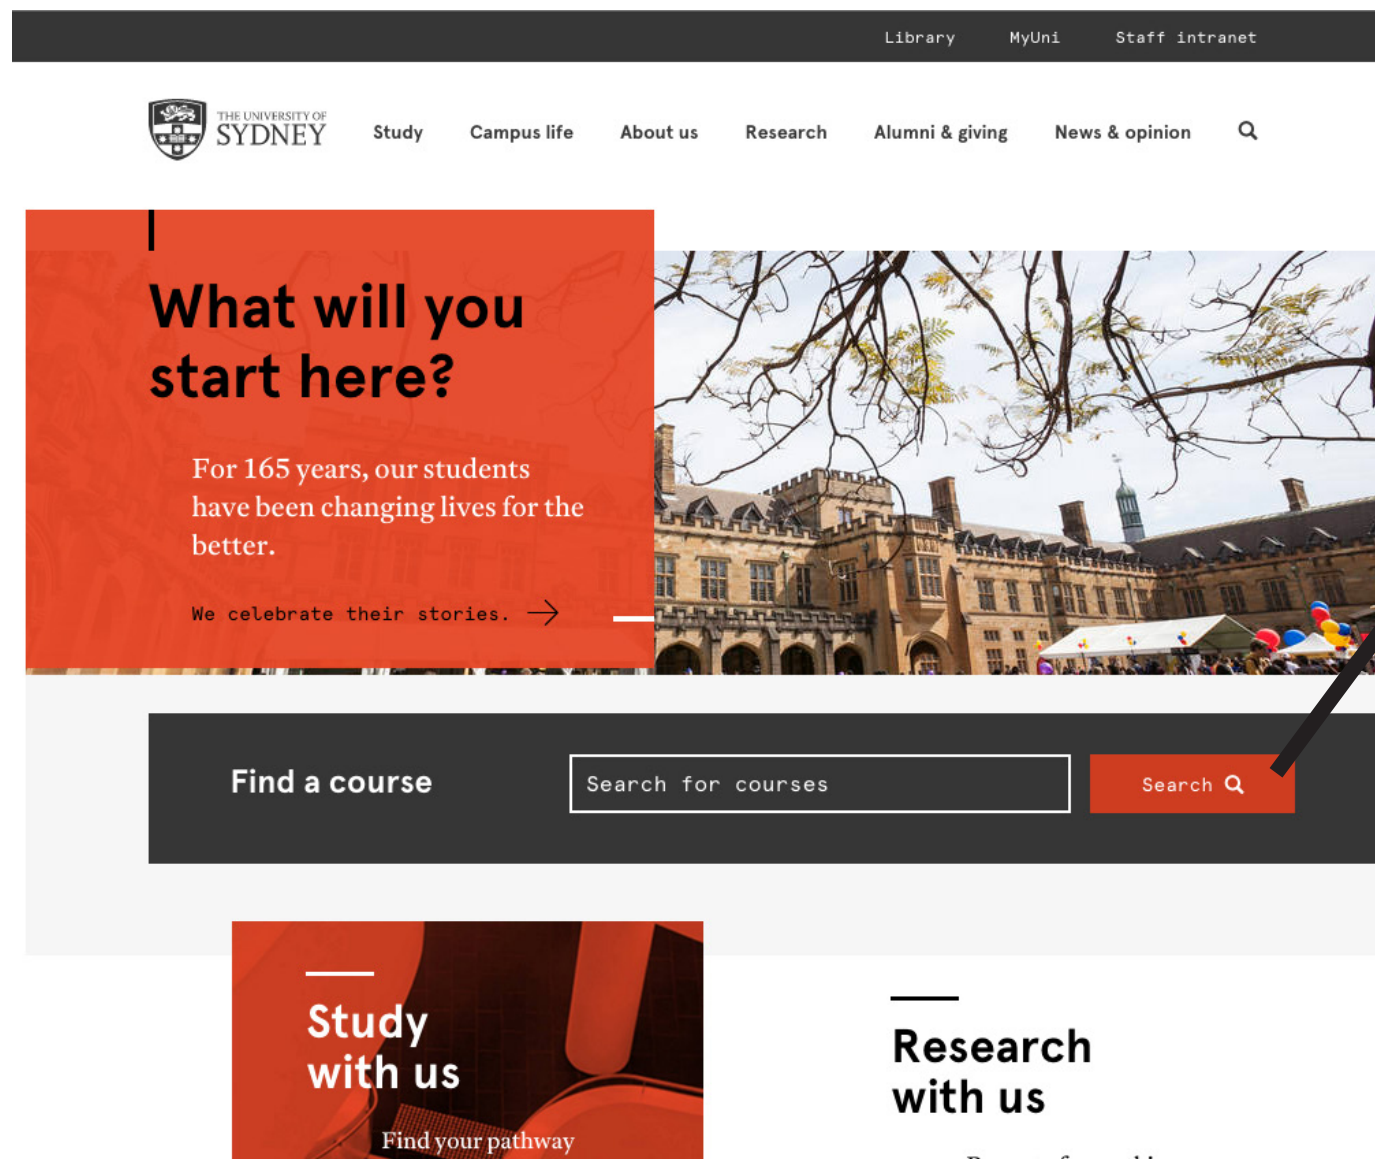 Library MyUni Staff intranet
THE UNIVERSITY OF
SYDNEY
Study Campus life About us Research Alumni & giving News & opinion
What will you
start here?
For 165 years, our students
have been changing lives for the
better.
We celebrate their stories.
Find a course Search for courses Search
Study
with us
Find your pathway
Research
with us